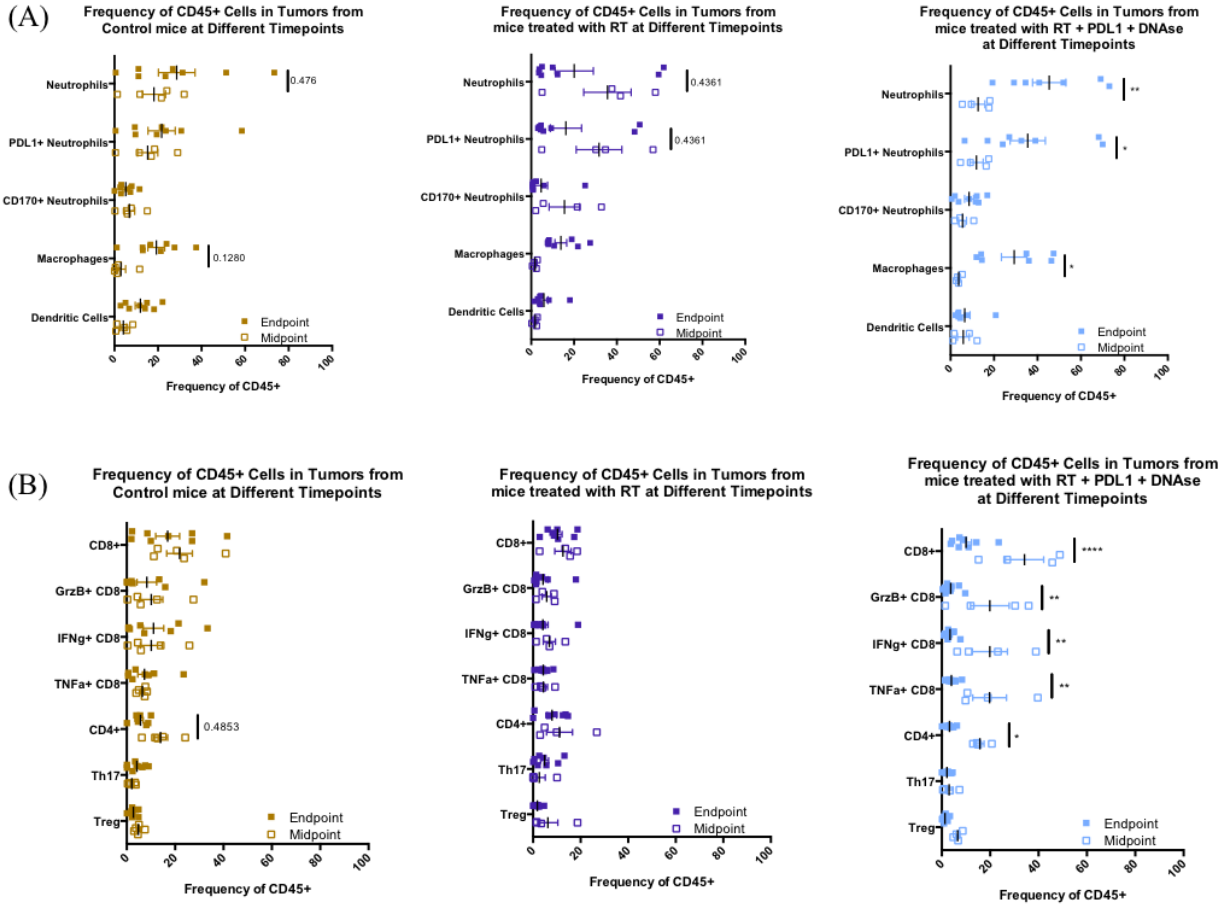 (A)
Frequency of CD45+ Cells in Tumors from
Control mice at Different Timepoints
Neutrophils
PDL1+ Neutrophils
CD170+ Neutrophils
Macrophages
Dendritic Cells
0.476
0.1280
Endpoint
Midpoint
0 20 40 60 80 100
Frequency of CD45+
Frequency of CD45+ Cells in Tumors from
mice treated with RT at Different Timepoints
Neutrophils
PDL1+ Neutrophils
CD170+ Neutrophils
Macrophages
Dendritic Cells
0.4361
0.4361
Endpoint
Midpoint
0 20 40 60 80 100
Frequency of CD45+
Frequency of CD45+ Cells in Tumors from
mice treated with RT + PDL1 + DNAse
at Different Timepoints
Neutrophils
PDL1+ Neutrophils
CD170+ Neutrophils
Macrophages
Dendritic Cells
**
*
*
Endpoint
Midpoint
0 20 40 60 80 100
Frequency of CD45+
(B)
Frequency of CD45+ Cells in Tumors from
Control mice at Different Timepoints
CD8+
GrzB+ CD8
IFNg+ CD8
TNFa+ CD8
CD4+
Th17
Treg
0.4853
Endpoint
Midpoint
0 20 40 60 80 100
Frequency of CD45+
Frequency of CD45+ Cells in Tumors from
mice treated with RT at Different Timepoints
CD8+
GrzB+ CD8
IFNg+ CD8
TNFa+ CD8
CD4+
Th17
Treg
Endpoint
Midpoint
0 20 40 60 80 100
Frequency of CD45+
Frequency of CD45+ Cells in Tumors from
mice treated with RT + PDL1 + DNAse
at Different Timepoints
CD8+
GrzB+ CD8
IFNg+ CD8
TNFa+ CD8
CD4+
Th17
Treg
****
**
**
**
*
Endpoint
Midpoint
0 20 40 60 80 100
Frequency of CD45+